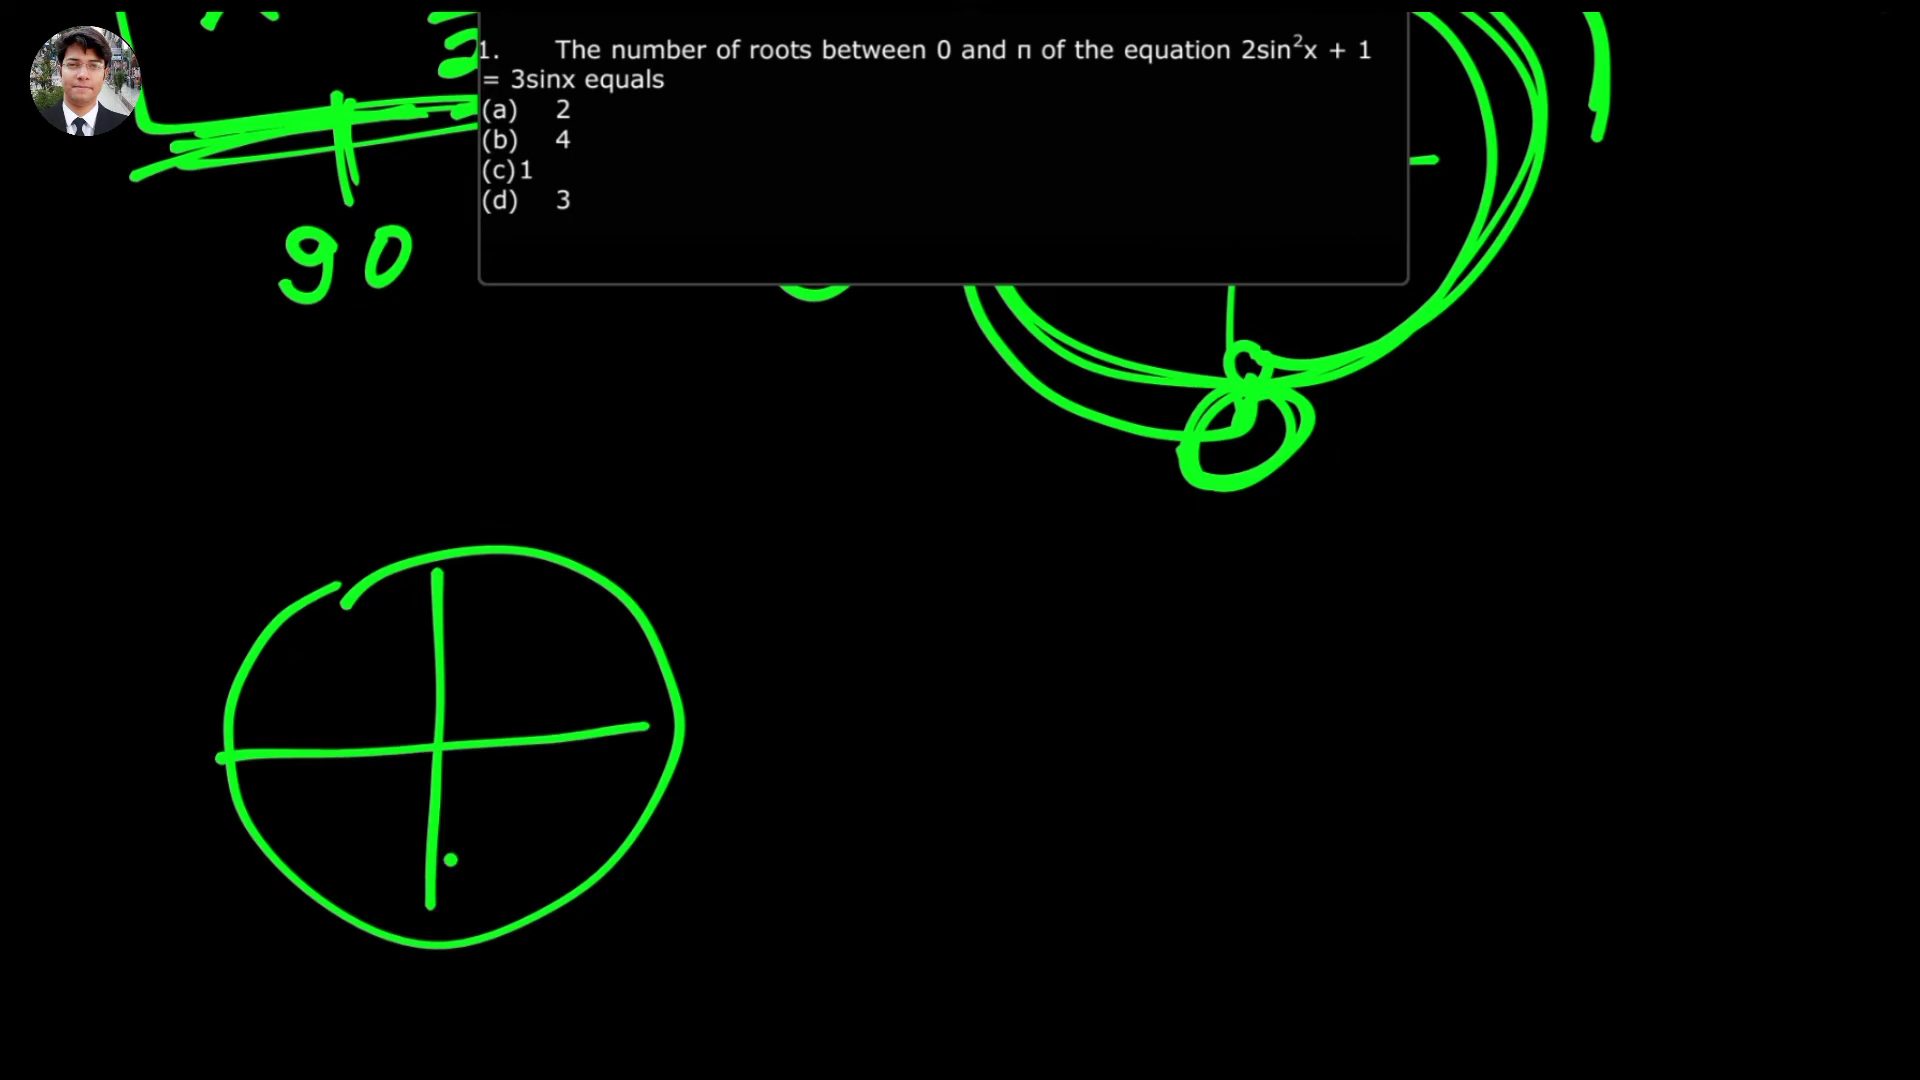 1. The number of roots between 0 and π of the equation 2sin²x + 1
= 3sinx equals
(a) 2
(b) 4
(c) 1
(d) 3
90